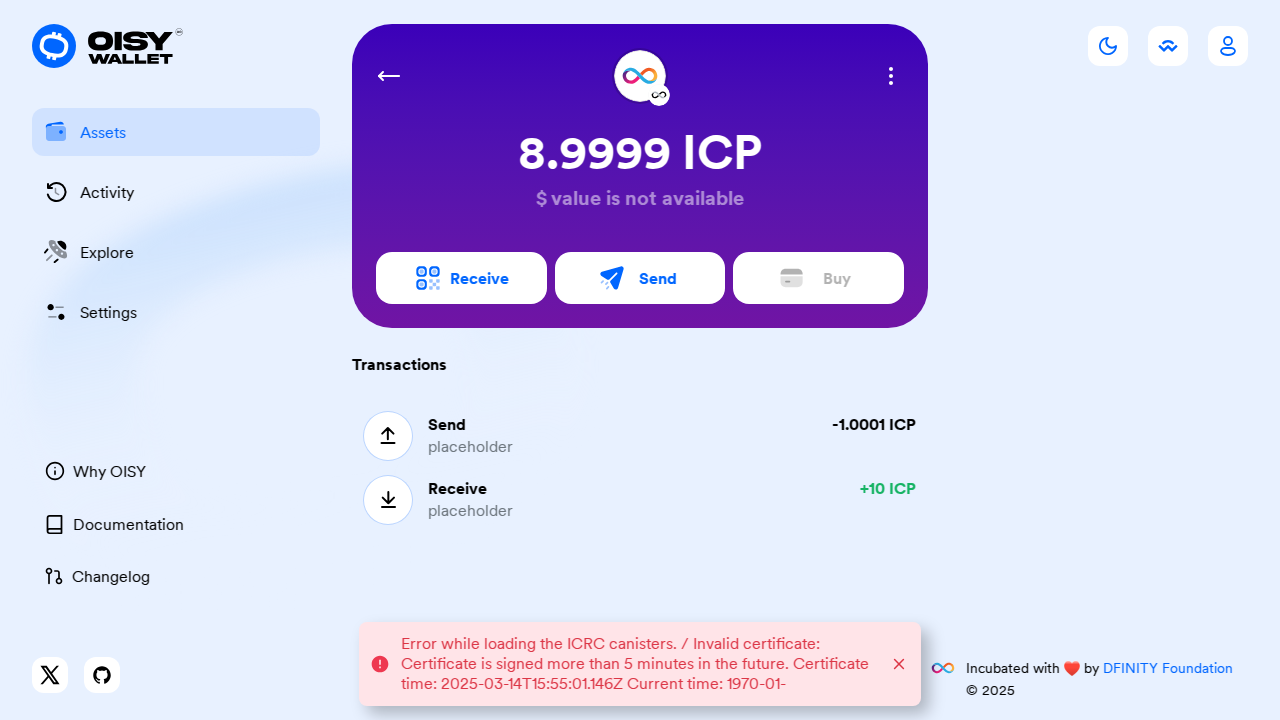 OISY
WALLET
Assets
Activity
Explore
Settings
Why OISY
Documentation
Changelog
8.9999 ICP
$ value is not available
Receive
Send
Buy
Transactions
Send
-1.0001 ICP
placeholder
Receive
+10 ICP
placeholder
Error while loading the ICRC canisters. / Invalid certificate:
Certificate is signed more than 5 minutes in the future. Certificate
time: 2025-03-14T15:55:01.146Z Current time: 1970-01-
Incubated with ❤️ by DFINITY Foundation
© 2025